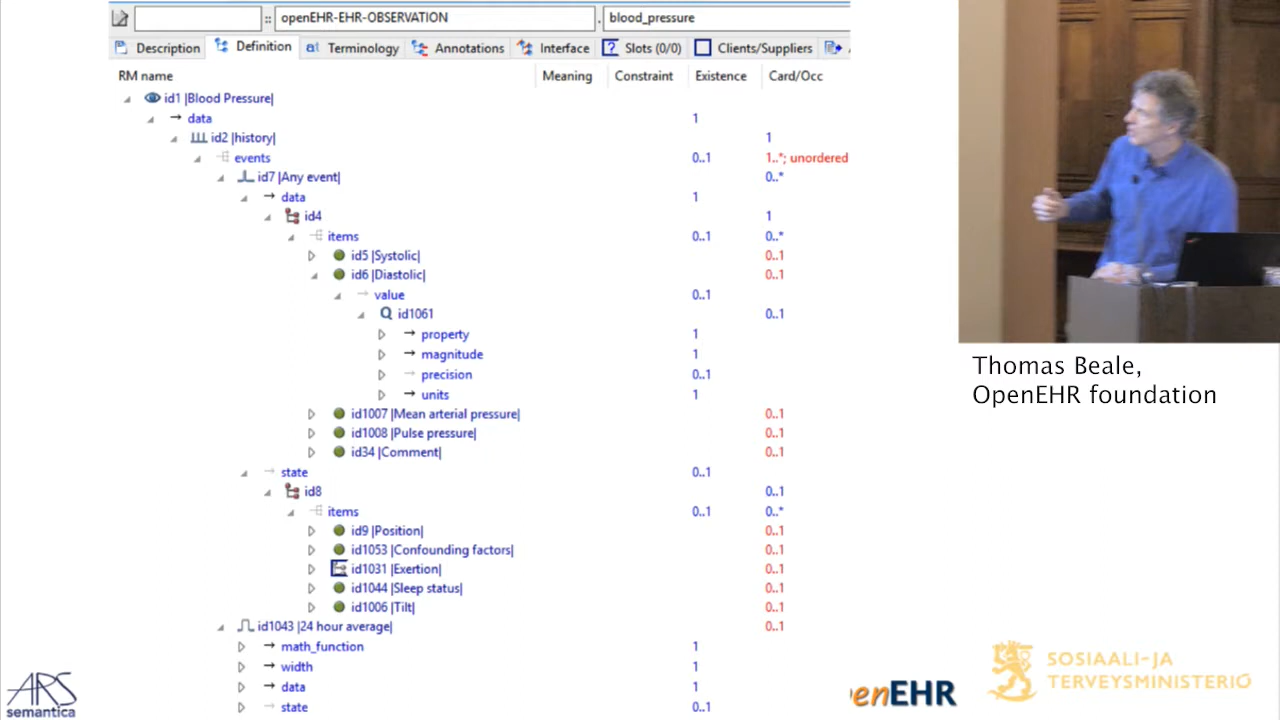 :: openEHR-EHR-OBSERVATION . blood_pressure
Description Definition Terminology Annotations Interface Slots (0/0) Clients/Suppliers
RM name Meaning Constraint Existence Card/Occ
id1 |Blood Pressure|
data 1
id2 |history| 1
events 0..1 1..*; unordered
id7 |Any event| 0..*
data 1
id4 1
items 0..1 0..*
id5 |Systolic| 0..1
id6 |Diastolic| 0..1
value 0..1
id1061 0..1
property 1
magnitude 1
precision 0..1
units 1
id1007 |Mean arterial pressure| 0..1
id1008 |Pulse pressure| 0..1
id34 |Comment| 0..1
state 0..1
id8 0..1
items 0..1 0..*
id9 |Position| 0..1
id1053 |Confounding factors| 0..1
id1031 |Exertion| 0..1
id1044 |Sleep status| 0..1
id1006 |Tilt| 0..1
id1043 |24 hour average| 0..1
math_function 1
width 1
data 1
state 0..1
Thomas Beale,
OpenEHR foundation
ARS
semantica
penEHR
SOSIAALI- JA
TERVEYSMINISTERIÖ